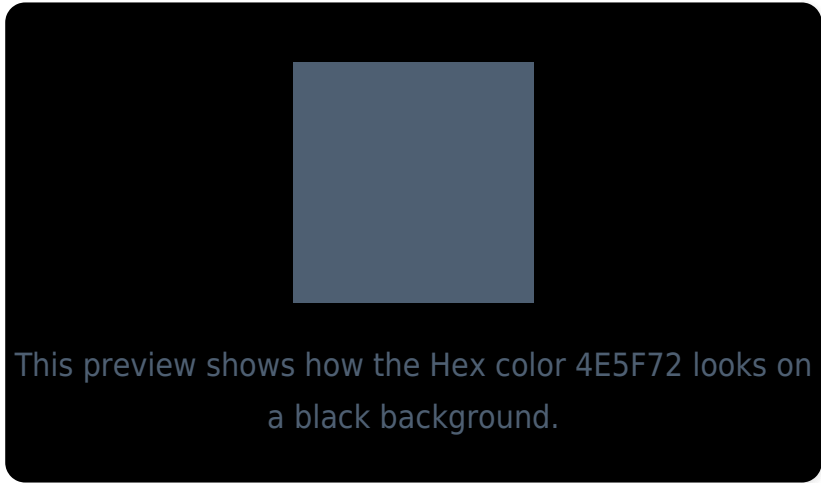 This preview shows how the Hex color 4E5F72 looks on
a black background.